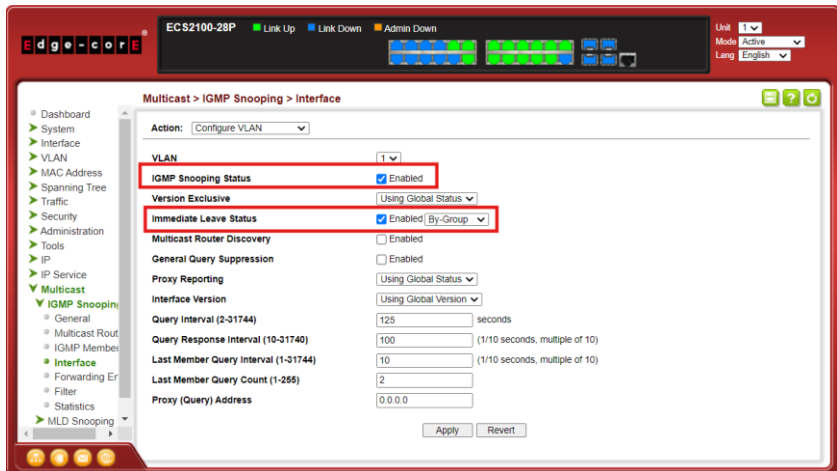 Edge-corE
ECS2100-28P Link Up Link Down Admin Down
Unit 1
Mode Active
Lang English
Dashboard
System
Interface
VLAN
MAC Address
Spanning Tree
Traffic
Security
Administration
Tools
IP
IP Service
Multicast
IGMP Snooping
General
Multicast Rout
IGMP Member
Interface
Forwarding En
Filter
Statistics
MLD Snooping
Multicast > IGMP Snooping > Interface
?
Action: Configure VLAN
VLAN 1
IGMP Snooping Status Enabled
Version Exclusive Using Global Status
Immediate Leave Status Enabled By-Group
Multicast Router Discovery Enabled
General Query Suppression Enabled
Proxy Reporting Using Global Status
Interface Version Using Global Version
Query Interval (2-31744) 125 seconds
Query Response Interval (10-31740) 100 (1/10 seconds, multiple of 10)
Last Member Query Interval (1-31744) 10 (1/10 seconds, multiple of 10)
Last Member Query Count (1-255) 2
Proxy (Query) Address 0.0.0.0
Apply Revert